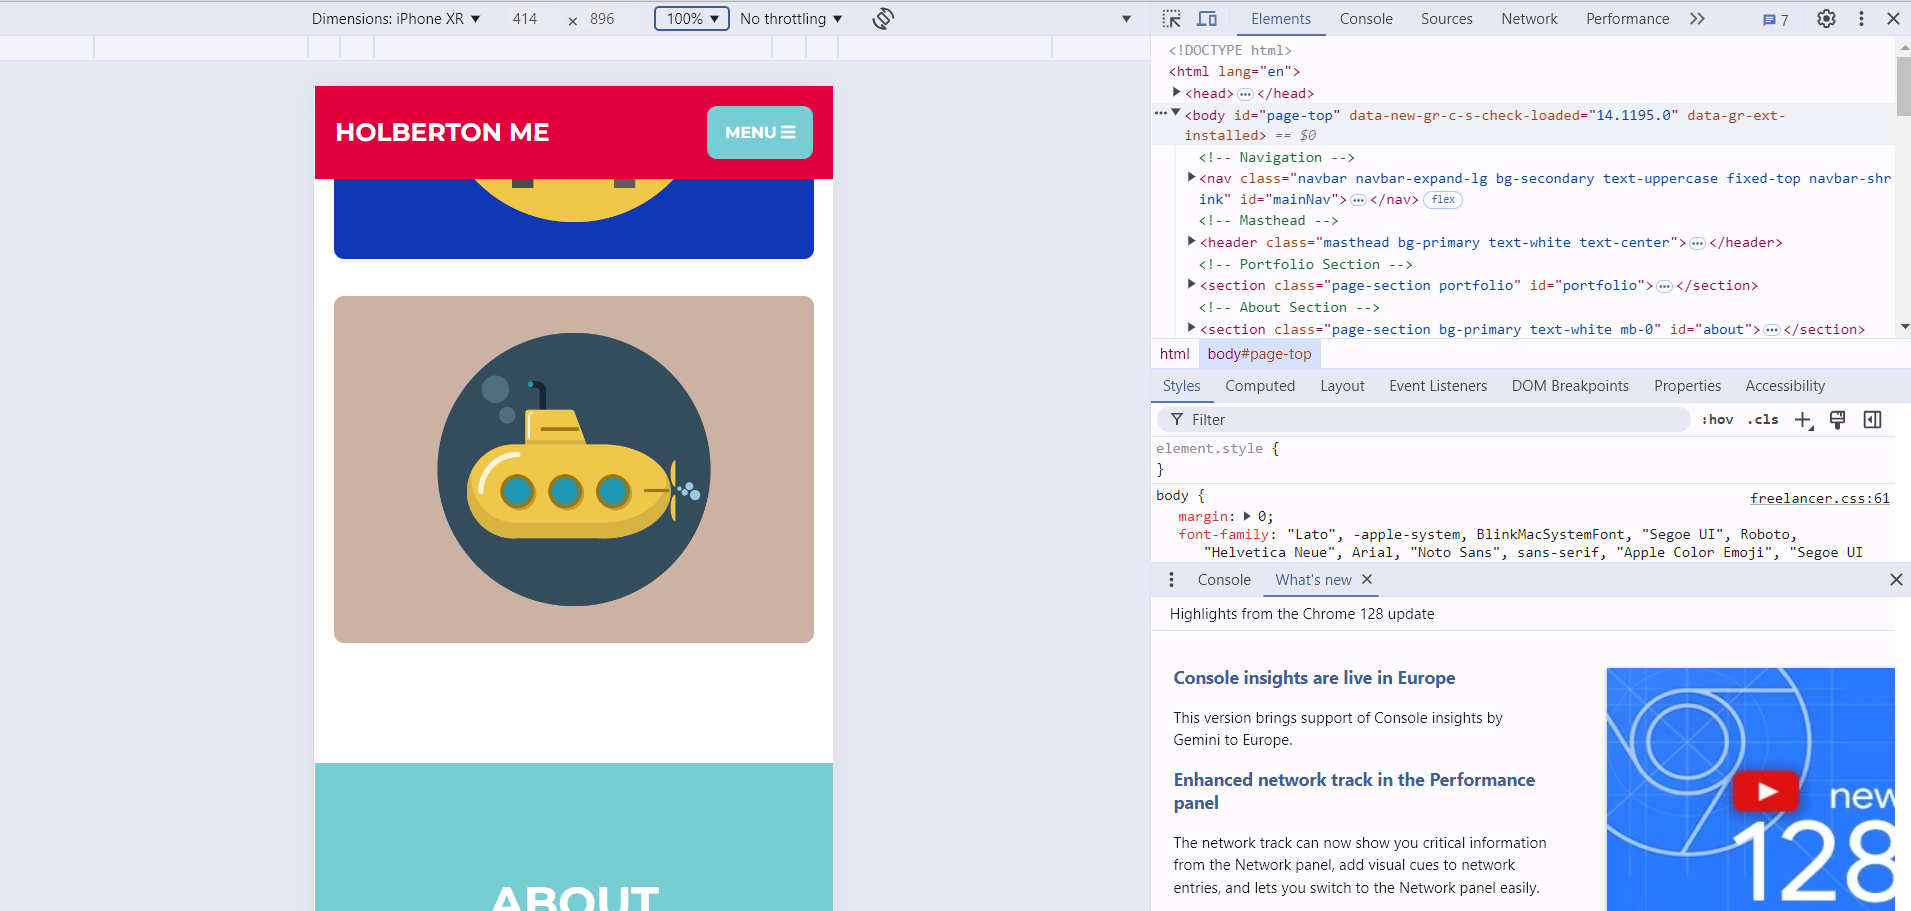 Dimensions: iPhone XR ▼ 414 × 896 100% ▼ No throttling ▼
Elements Console Sources Network Performance 7
HOLBERTON ME
MENU
ABOUT
<!DOCTYPE html>
<html lang="en">
<head> ••• </head>
••• <body id="page-top" data-new-gr-c-s-check-loaded="14.1195.0" data-gr-ext-
installed> == $0
<!-- Navigation -->
<nav class="navbar navbar-expand-lg bg-secondary text-uppercase fixed-top navbar-shr
ink" id="mainNav"> ••• </nav> flex
<!-- Masthead -->
<header class="masthead bg-primary text-white text-center"> ••• </header>
<!-- Portfolio Section -->
<section class="page-section portfolio" id="portfolio"> ••• </section>
<!-- About Section -->
<section class="page-section bg-primary text-white mb-0" id="about"> ••• </section>
html body#page-top
Styles Computed Layout Event Listeners DOM Breakpoints Properties Accessibility
Filter :hov .cls
element.style {
}
body { freelancer.css:61
margin: 0;
font-family: "Lato", -apple-system, BlinkMacSystemFont, "Segoe UI", Roboto,
"Helvetica Neue", Arial, "Noto Sans", sans-serif, "Apple Color Emoji", "Segoe UI
Console What's new
Highlights from the Chrome 128 update
Console insights are live in Europe
This version brings support of Console insights by
Gemini to Europe.
Enhanced network track in the Performance
panel
The network track can now show you critical information
from the Network panel, add visual cues to network
entries, and lets you switch to the Network panel easily.
new
128